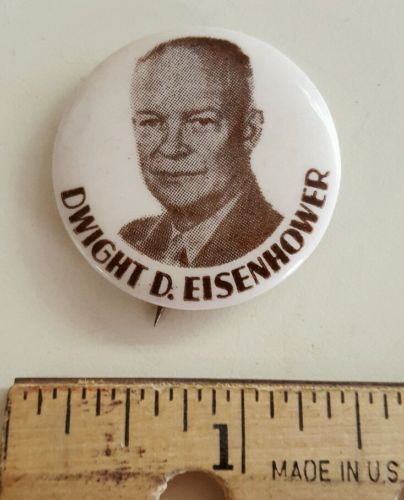 DWIGHT D. EISENHOWER
1
MADE IN U.S.